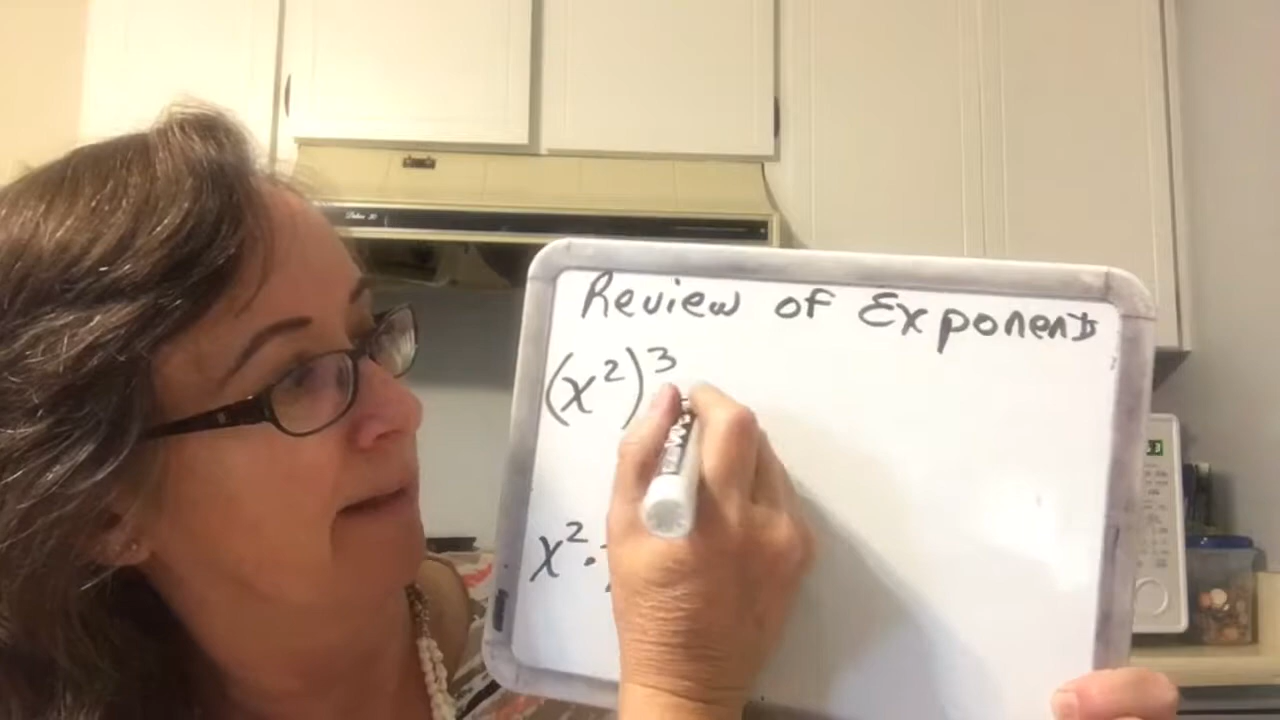 Review of Exponents
(x²)³
x² ·